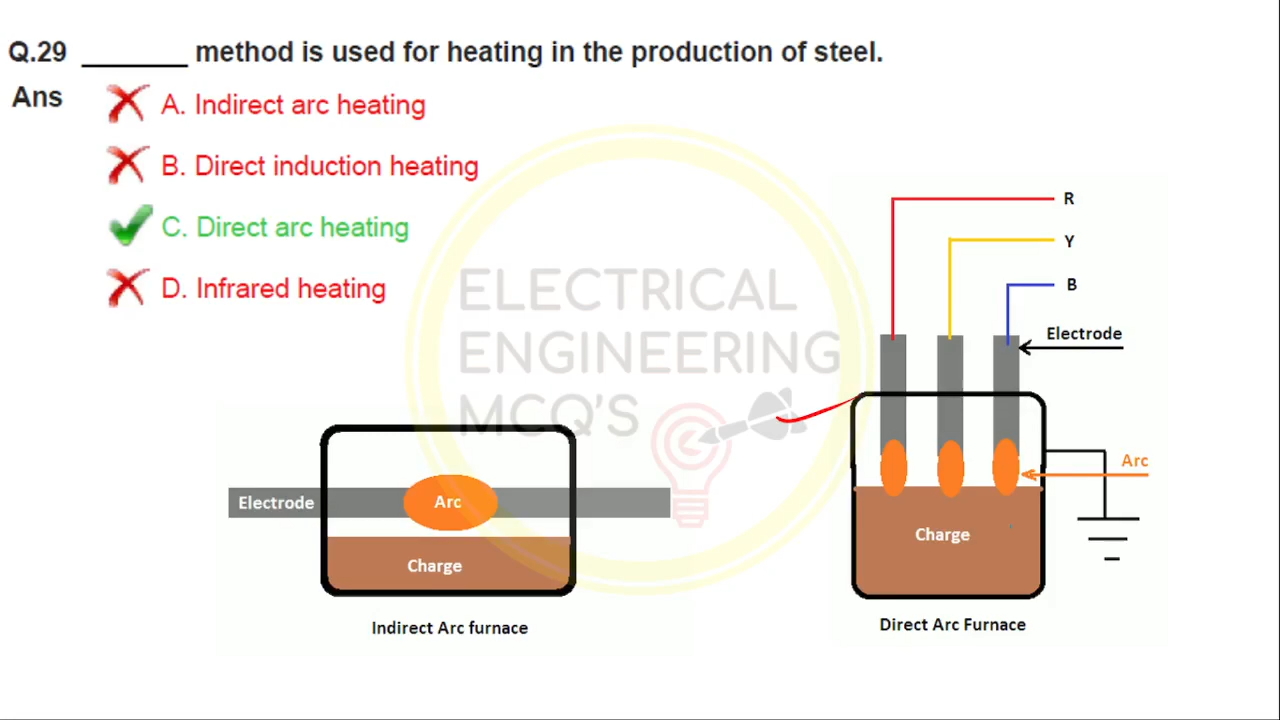 Q.29 _______ method is used for heating in the production of steel.
Ans
A. Indirect arc heating
B. Direct induction heating
C. Direct arc heating
D. Infrared heating
ELECTRICAL
ENGINEERING
MCQ'S
R
Y
B
Electrode
Arc
Charge
Direct Arc Furnace
Electrode
Arc
Charge
Indirect Arc furnace